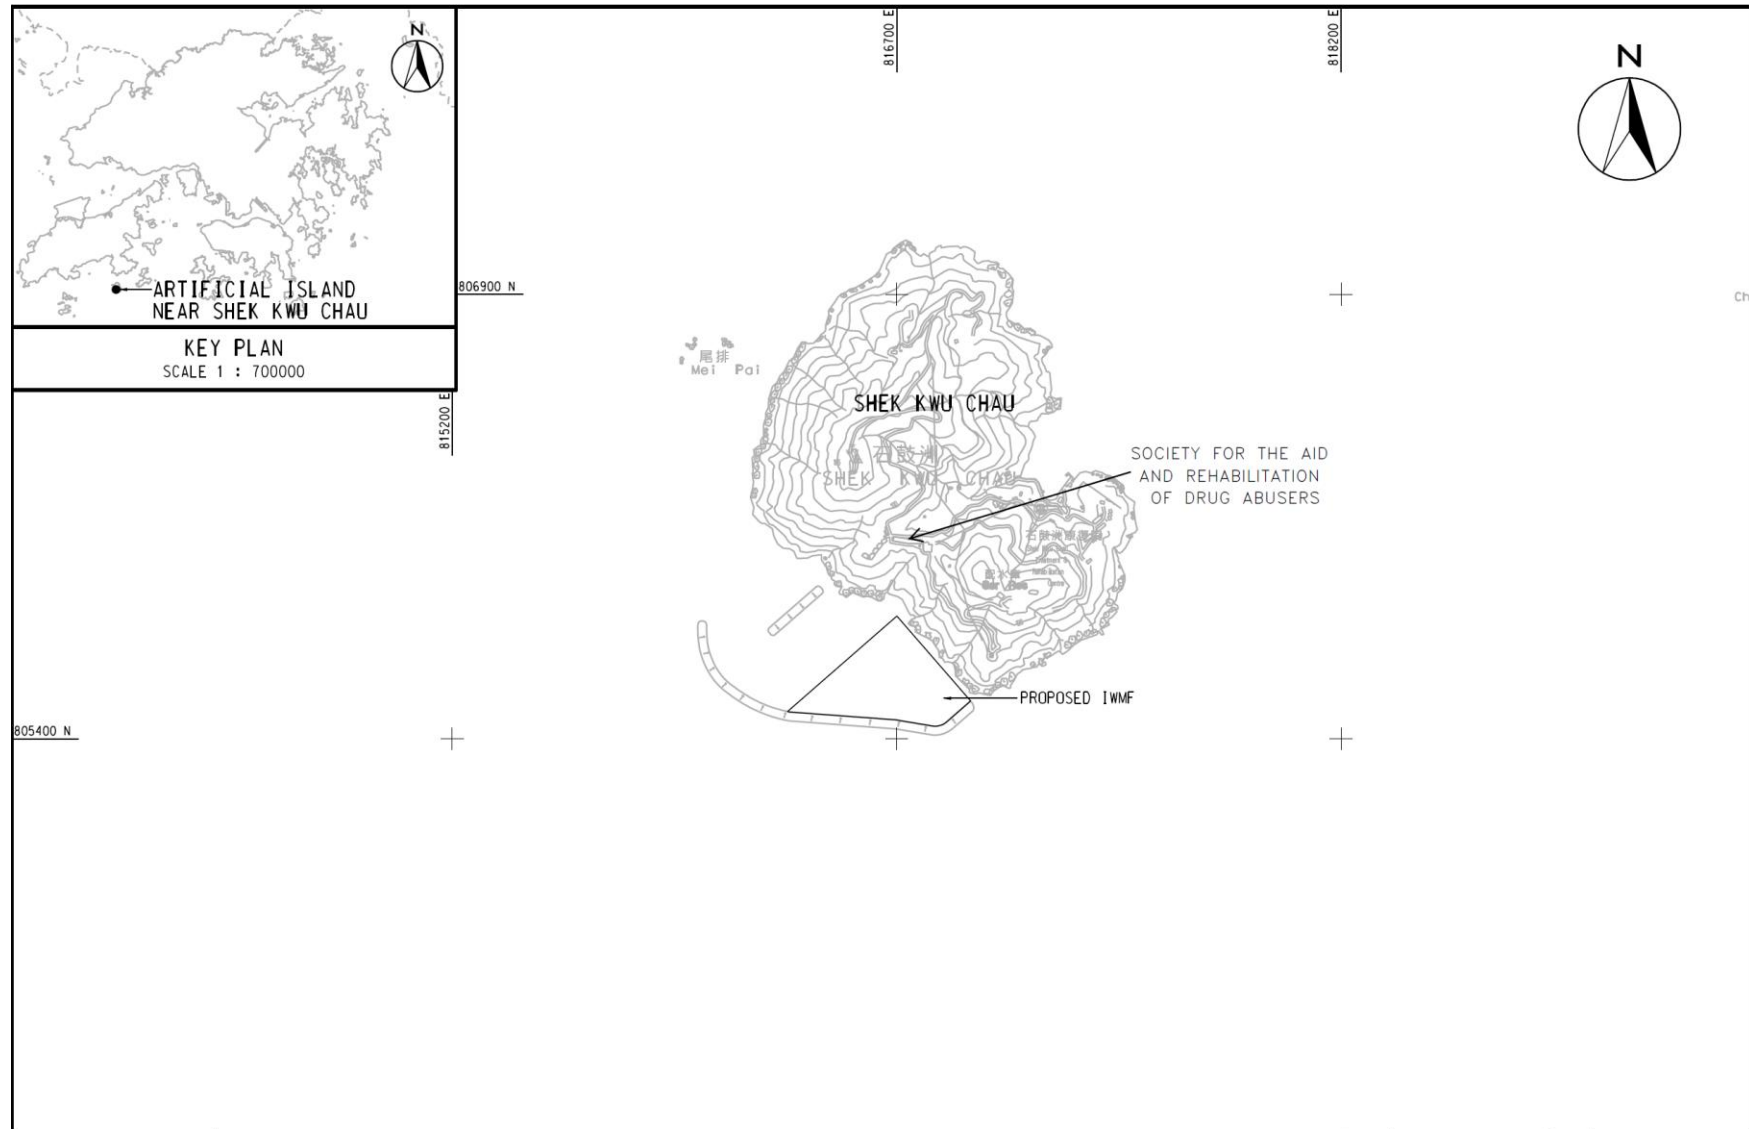 N
ARTIFICIAL ISLAND
NEAR SHEK KWU CHAU
KEY PLAN
SCALE 1 : 700000
816700 E
818200 E
N
806900 N
815200 E
尾排
Mei Pai
SHEK KWU CHAU
石鼓洲
SHEK KWU CHAU
SOCIETY FOR THE AID
AND REHABILITATION
OF DRUG ABUSERS
PROPOSED IWMF
805400 N
Ch